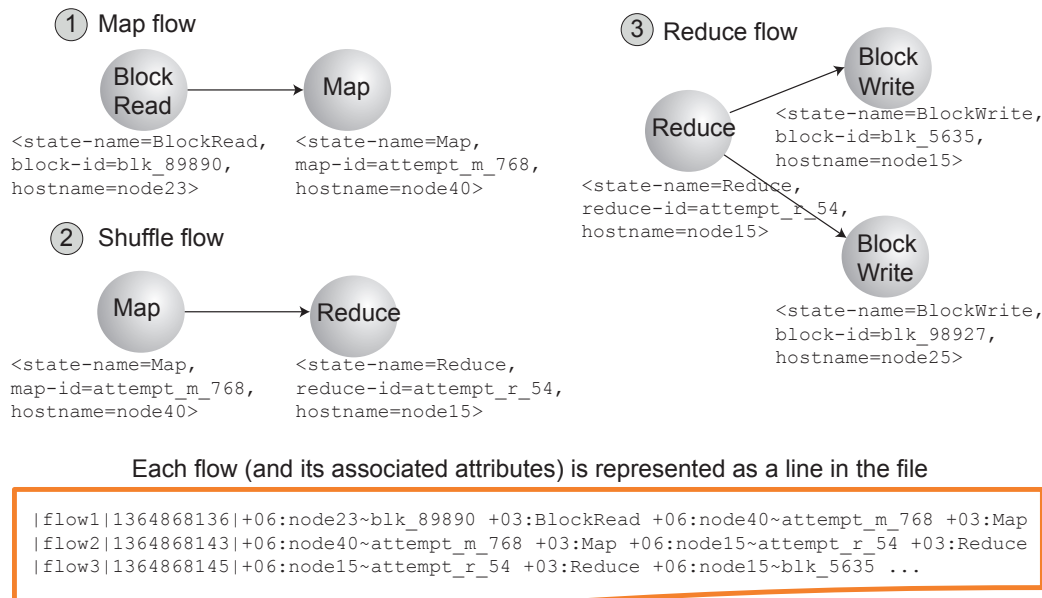 1 Map flow
Block
Read
Map
<state-name=BlockRead,
block-id=blk_89890,
hostname=node23>
<state-name=Map,
map-id=attempt_m_768,
hostname=node40>
2 Shuffle flow
Map
Reduce
<state-name=Map,
map-id=attempt_m_768,
hostname=node40>
<state-name=Reduce,
reduce-id=attempt_r_54,
hostname=node15>
3 Reduce flow
Reduce
<state-name=Reduce,
reduce-id=attempt_r_54,
hostname=node15>
Block
Write
<state-name=BlockWrite,
block-id=blk_5635,
hostname=node15>
Block
Write
<state-name=BlockWrite,
block-id=blk_98927,
hostname=node25>
Each flow (and its associated attributes) is represented as a line in the file
|flow1|1364868136|+06:node23~blk_89890 +03:BlockRead +06:node40~attempt_m_768 +03:Map
|flow2|1364868143|+06:node40~attempt_m_768 +03:Map +06:node15~attempt_r_54 +03:Reduce
|flow3|1364868145|+06:node15~attempt_r_54 +03:Reduce +06:node15~blk_5635 ...